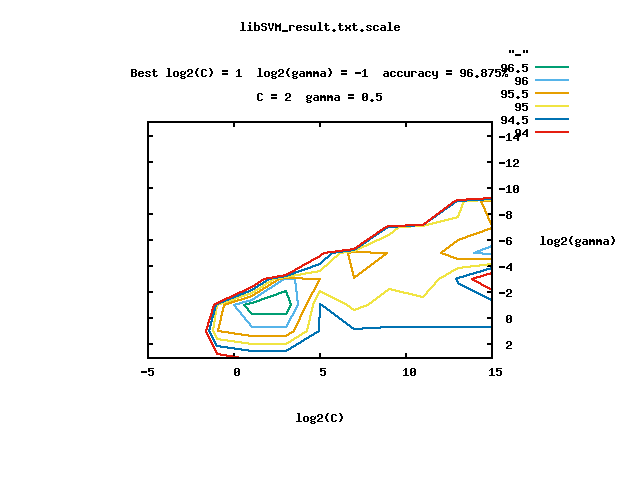 libSVM_result.txt.scale
"-"
Best log2(C) = 1 log2(gamma) = -1 accuracy = 96.875%
C = 2 gamma = 0.5
96.5
96
95.5
95
94.5
94
-14
-12
-10
-8
-6
-4
-2
0
2
log2(gamma)
-5 0 5 10 15
log2(C)